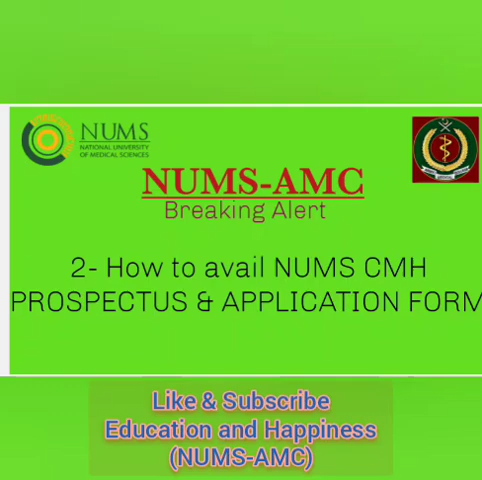 NUMS
NATIONAL UNIVERSITY
OF MEDICAL SCIENCES
NUMS-AMC
Breaking Alert
2- How to avail NUMS CMH
PROSPECTUS & APPLICATION FORM
Like & Subscribe
Education and Happiness
(NUMS-AMC)